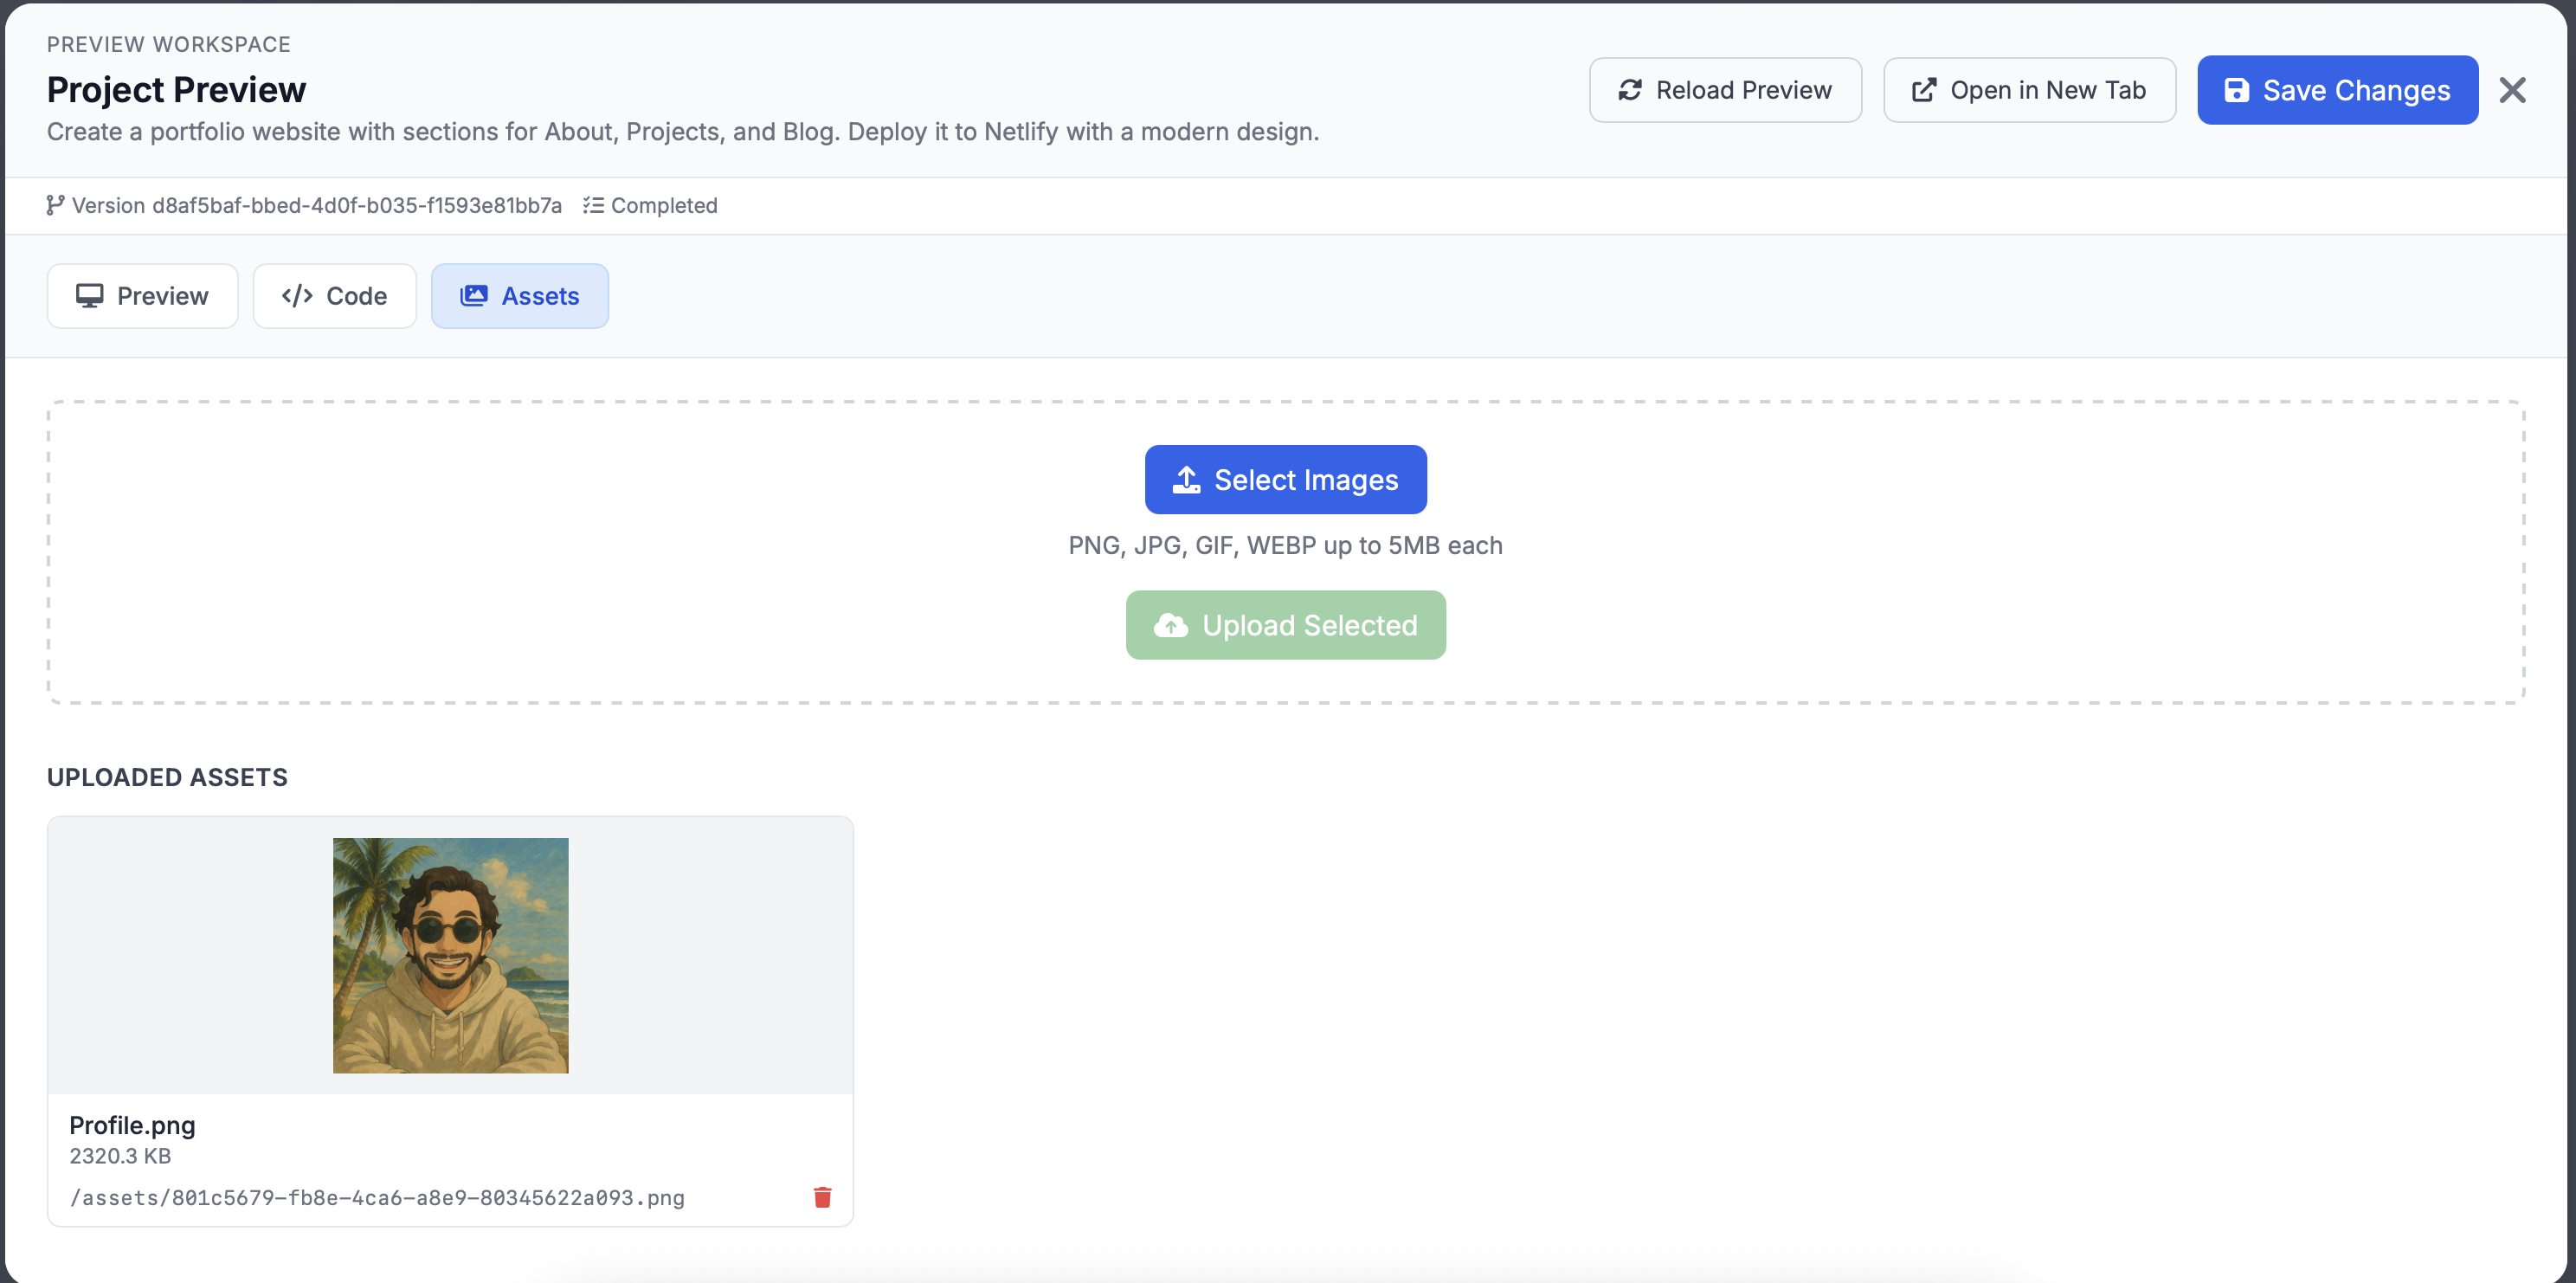 PREVIEW WORKSPACE
Project Preview
Create a portfolio website with sections for About, Projects, and Blog. Deploy it to Netlify with a modern design.
Reload Preview
Open in New Tab
Save Changes
Version d8af5baf-bbed-4d0f-b035-f1593e81bb7a
Completed
Preview
Code
Assets
Select Images
PNG, JPG, GIF, WEBP up to 5MB each
Upload Selected
UPLOADED ASSETS
Profile.png
2320.3 KB
/assets/801c5679-fb8e-4ca6-a8e9-80345622a093.png